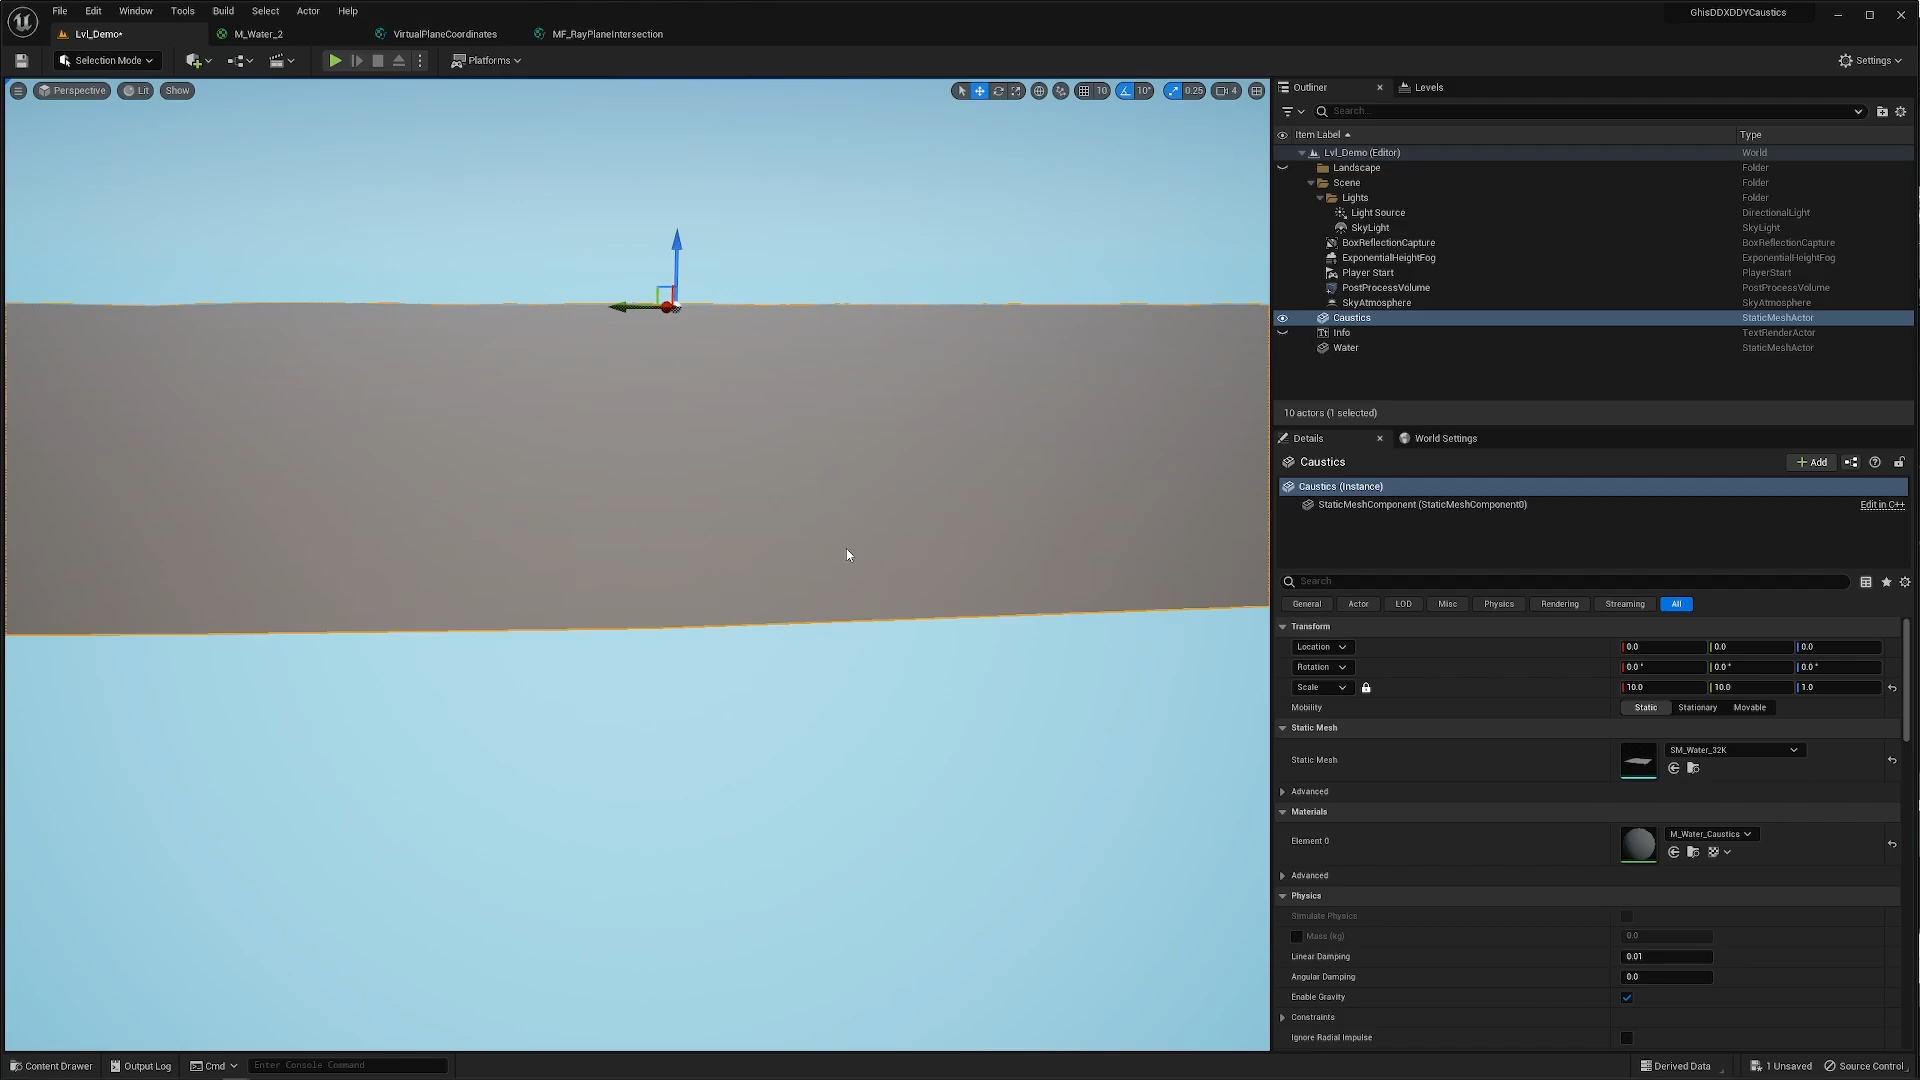 File Edit Window Tools Build Select Actor Help
GhisDDXDDYCaustics
Lvl_Demo*
M_Water_2
VirtualPlaneCoordinates
MF_RayPlaneIntersection
Selection Mode
Platforms
Settings
Perspective
Lit
Show
10
10°
0.25
4
Outliner
Levels
Search...
Item Label
Type
Lvl_Demo (Editor) World
Landscape Folder
Scene Folder
Lights Folder
Light Source DirectionalLight
SkyLight SkyLight
BoxReflectionCapture BoxReflectionCapture
ExponentialHeightFog ExponentialHeightFog
Player Start PlayerStart
PostProcessVolume PostProcessVolume
SkyAtmosphere SkyAtmosphere
Caustics StaticMeshActor
Info TextRenderActor
Water StaticMeshActor
10 actors (1 selected)
Details
World Settings
Caustics
Add
Caustics (Instance)
StaticMeshComponent (StaticMeshComponent0)
Edit in C++
Search
General Actor LOD Misc Physics Rendering Streaming All
Transform
Location 0.0 0.0 0.0
Rotation 0.0° 0.0° 0.0°
Scale 10.0 10.0 1.0
Mobility Static Stationary Movable
Static Mesh
Static Mesh SM_Water_32K
Advanced
Materials
Element 0 M_Water_Caustics
Advanced
Physics
Simulate Physics
Mass (kg) 0.0
Linear Damping 0.01
Angular Damping 0.0
Enable Gravity
Constraints
Ignore Radial Impulse
Content Drawer
Output Log
Cmd
Enter Console Command
Derived Data
1 Unsaved
Source Control